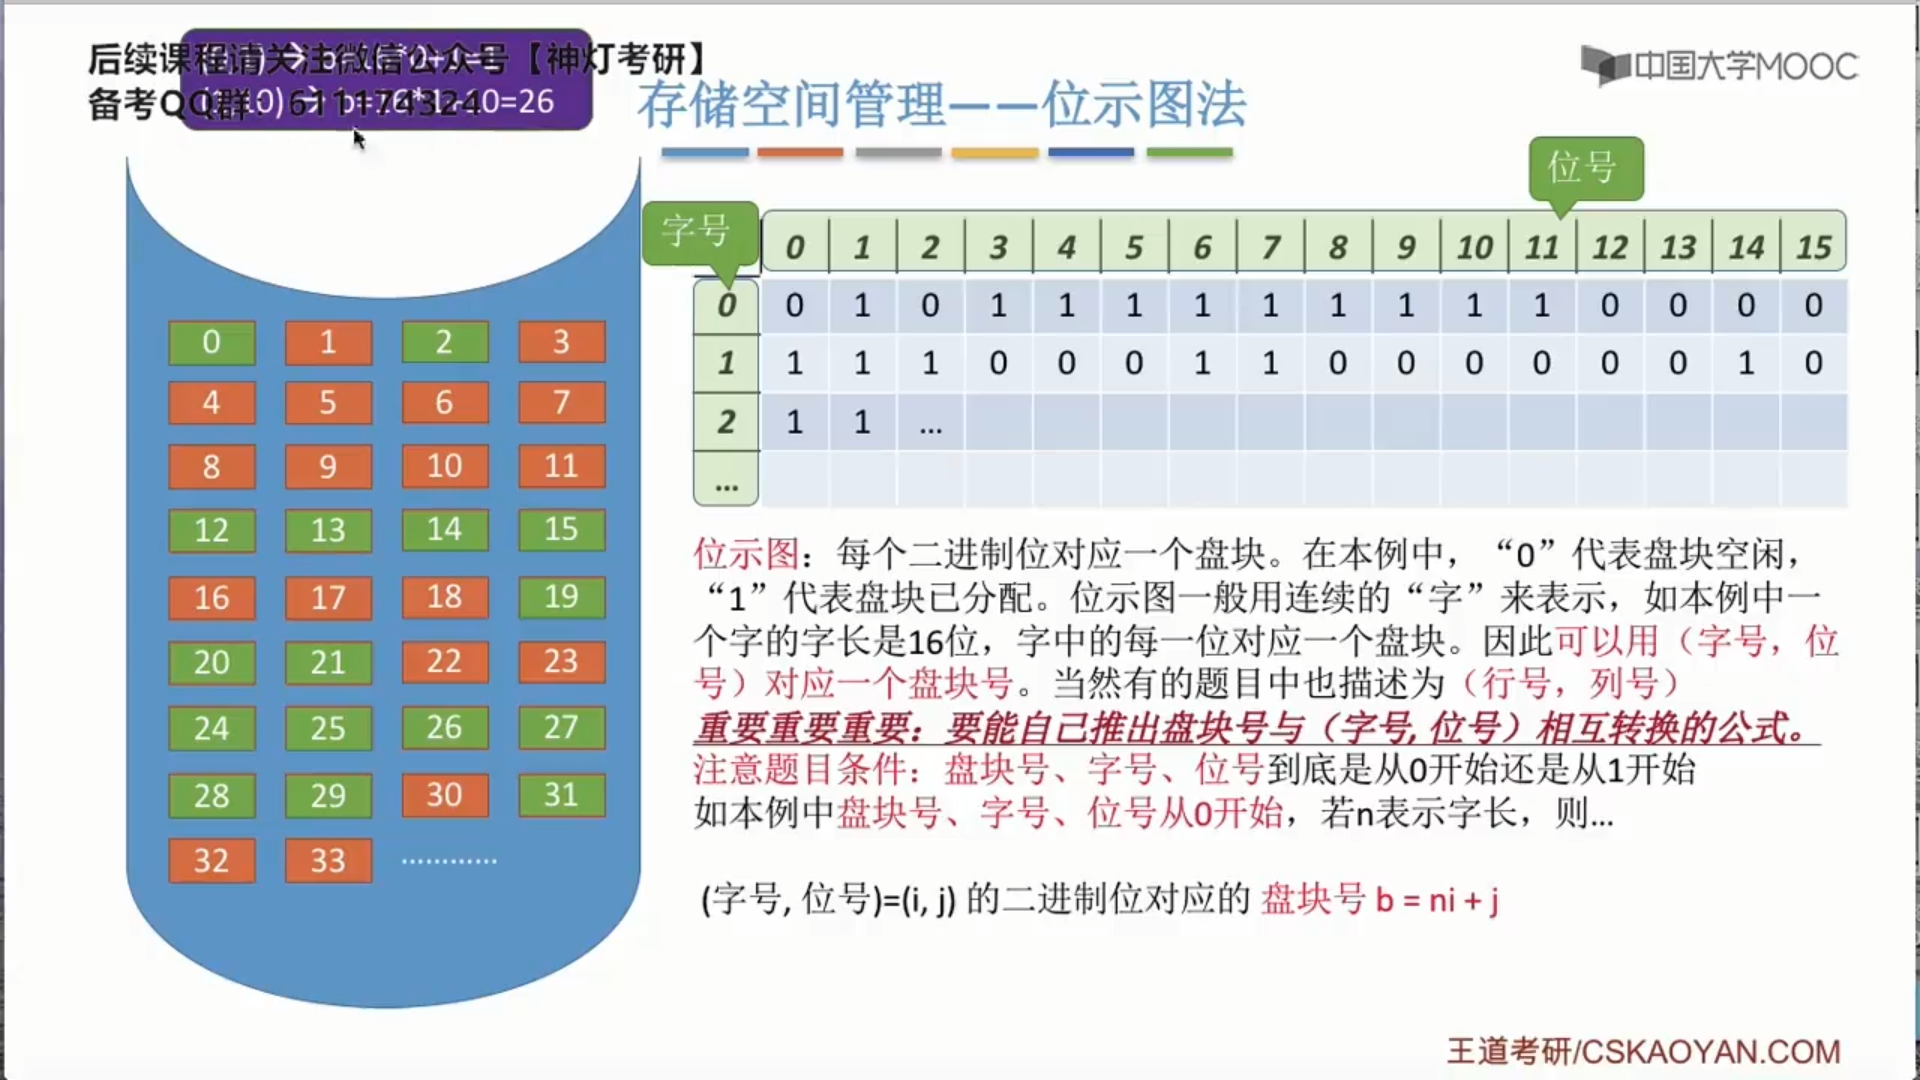 后续课程请关注微信公众号【神灯考研】
备考QQ群：611174324
=26
存储空间管理——位示图法
中国大学MOOC
位号
字号
0 1 2 3 4 5 6 7 8 9 10 11 12 13 14 15
0 0 1 0 1 1 1 1 1 1 1 1 1 0 0 0 0
1 1 1 1 0 0 0 1 1 0 0 0 0 0 0 1 0
2 1 1 ...
...
0 1 2 3
4 5 6 7
8 9 10 11
12 13 14 15
16 17 18 19
20 21 22 23
24 25 26 27
28 29 30 31
32 33 …………
位示图：每个二进制位对应一个盘块。在本例中，“0”代表盘块空闲，
“1”代表盘块已分配。位示图一般用连续的“字”来表示，如本例中一
个字的字长是16位，字中的每一位对应一个盘块。因此可以用（字号，位
号）对应一个盘块号。当然有的题目中也描述为（行号，列号）
重要重要重要：要能自己推出盘块号与（字号, 位号）相互转换的公式。
注意题目条件：盘块号、字号、位号到底是从0开始还是从1开始
如本例中盘块号、字号、位号从0开始，若n表示字长，则...
(字号, 位号)=(i, j) 的二进制位对应的 盘块号 b = ni + j
王道考研/CSKAOYAN.COM